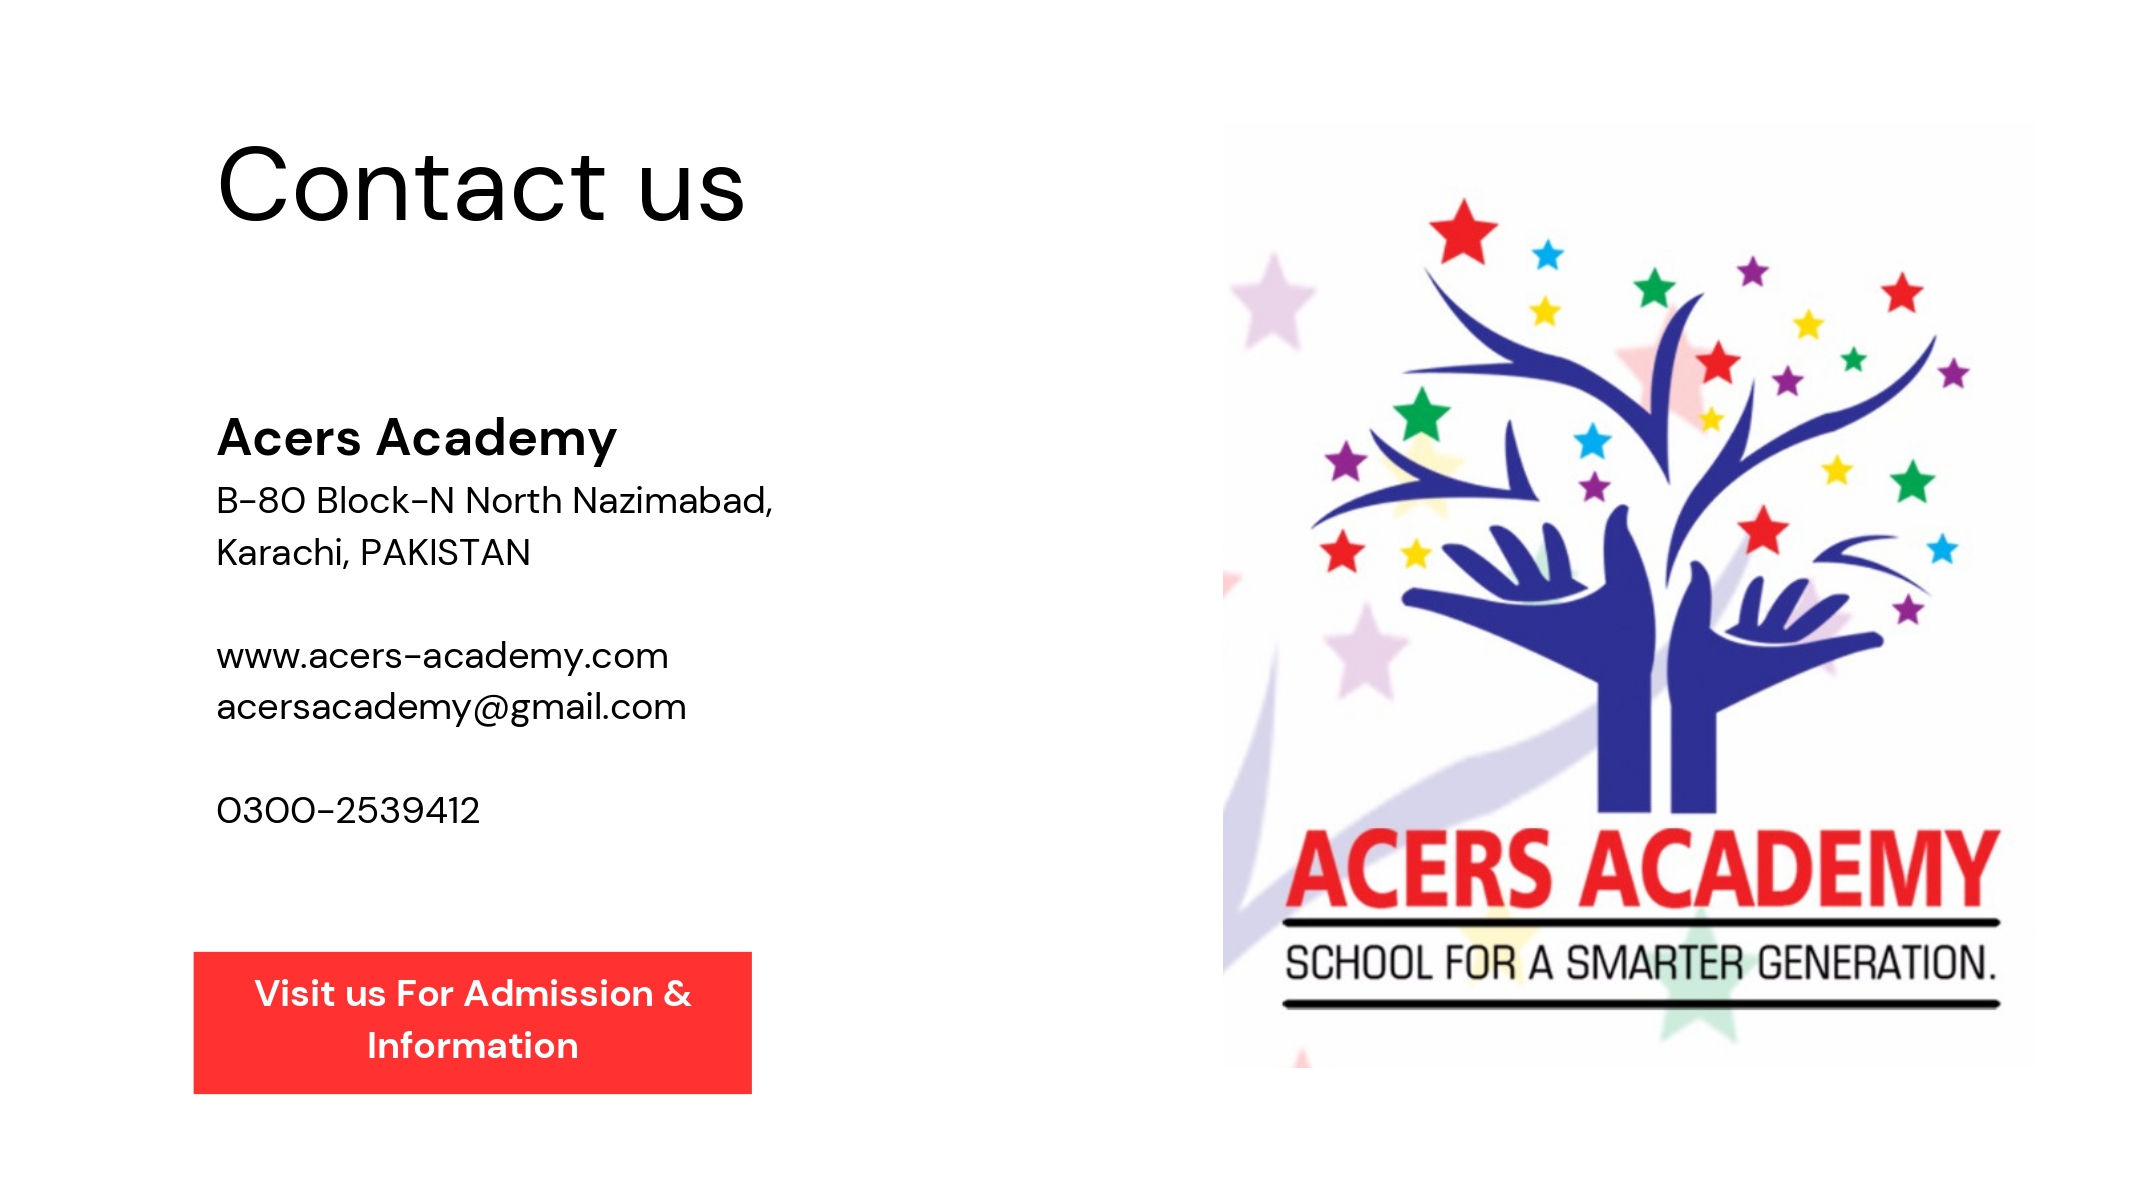 Contact us
Acers Academy
B-80 Block-N North Nazimabad,
Karachi, PAKISTAN
www.acers-academy.com
acersacademy@gmail.com
0300-2539412
Visit us For Admission &
Information
ACERS ACADEMY
SCHOOL FOR A SMARTER GENERATION.